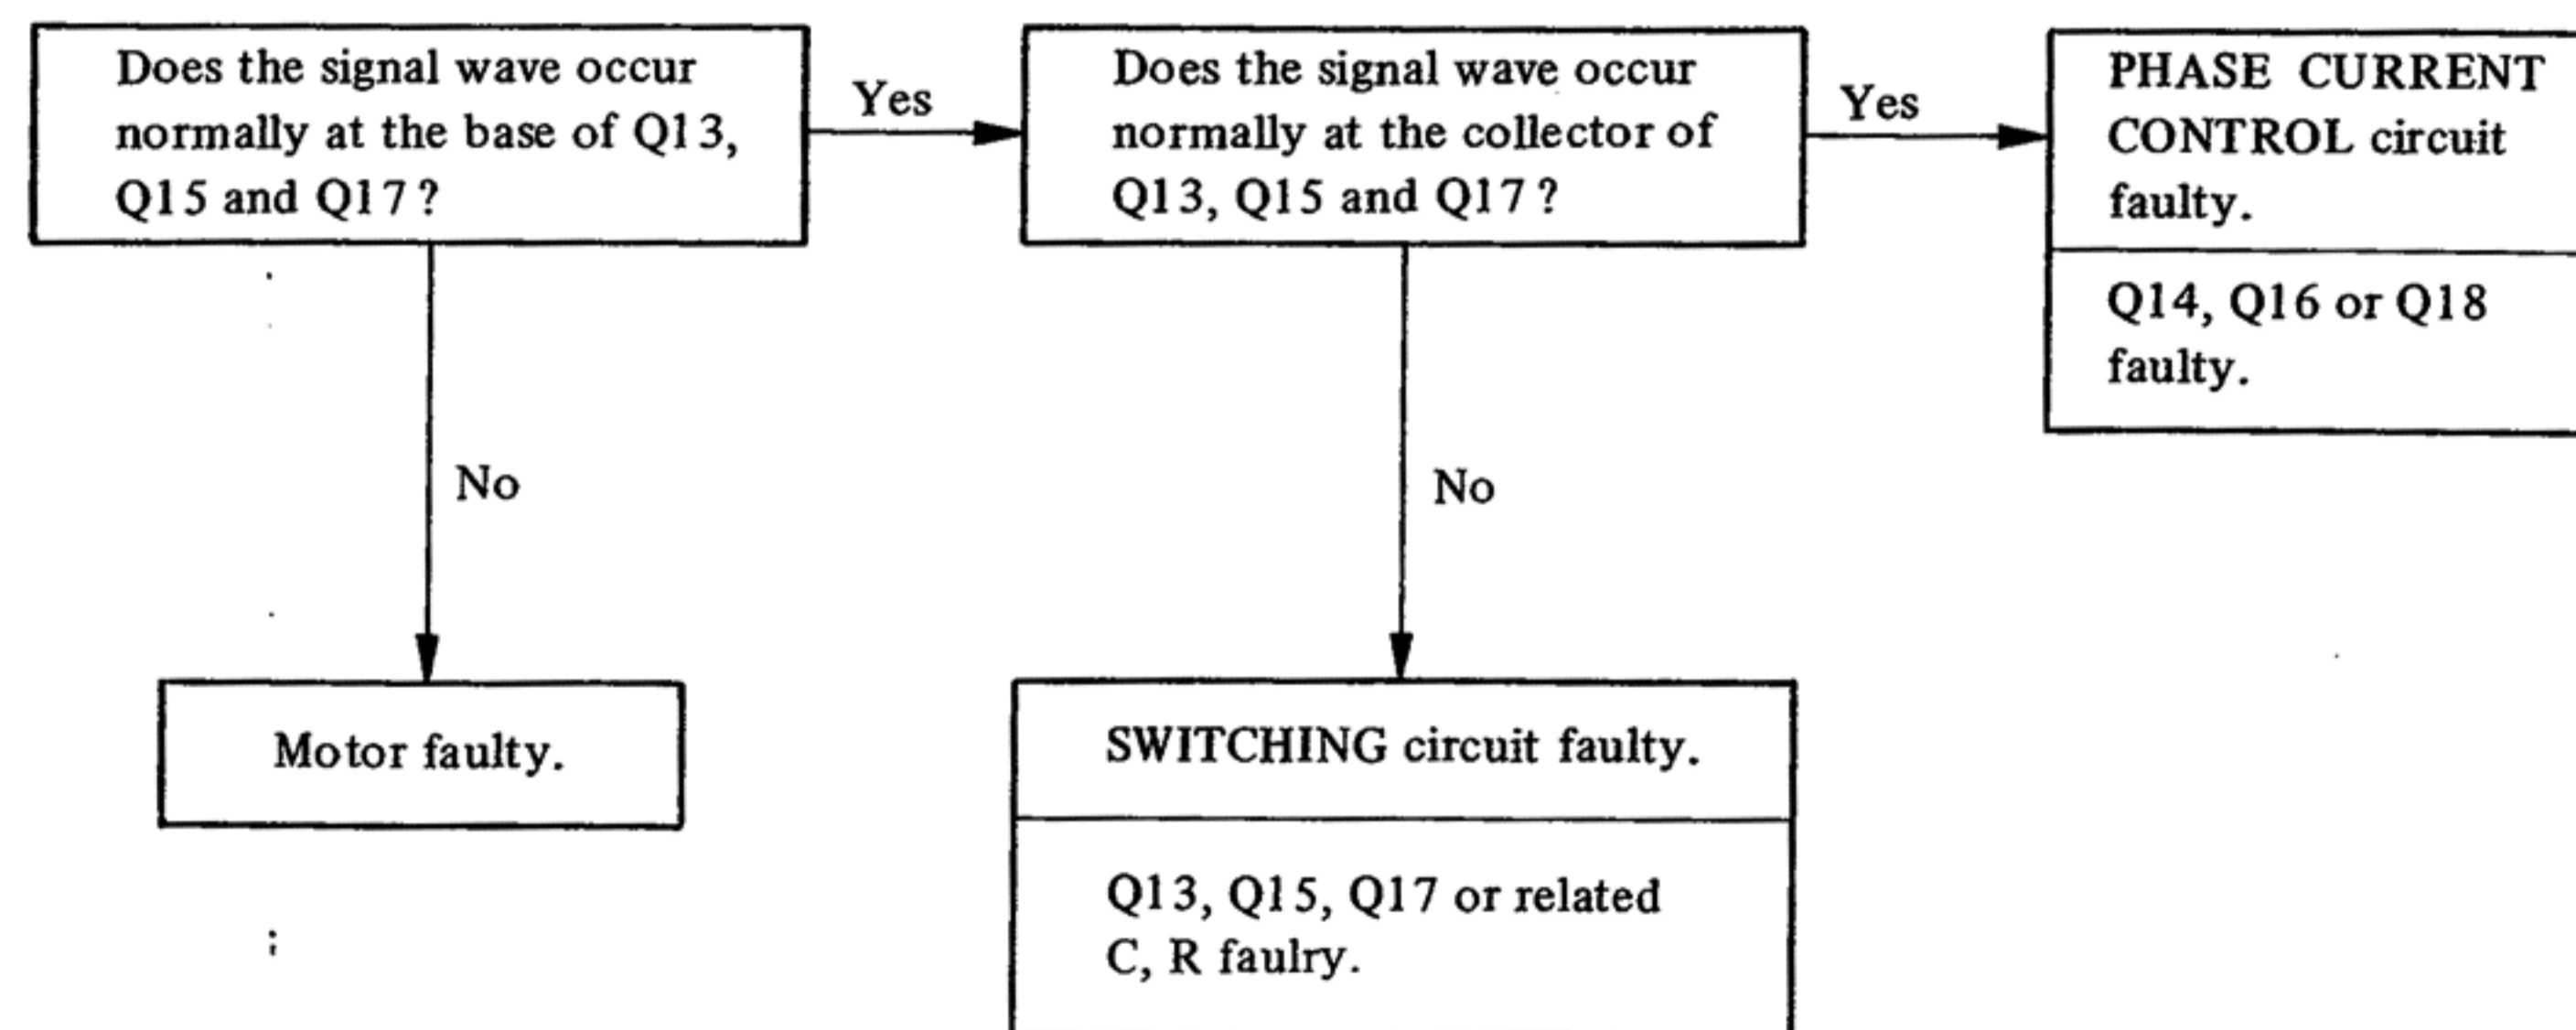 Does the signal wave occur
normally at the base of Q13,
Q15 and Q17?
Yes
Does the signal wave occur
normally at the collector of
Q13, Q15 and Q17?
Yes
PHASE CURRENT
CONTROL circuit
faulty.
Q14, Q16 or Q18
faulty.
No
No
Motor faulty.
SWITCHING circuit faulty.
Q13, Q15, Q17 or related
C, R faulry.